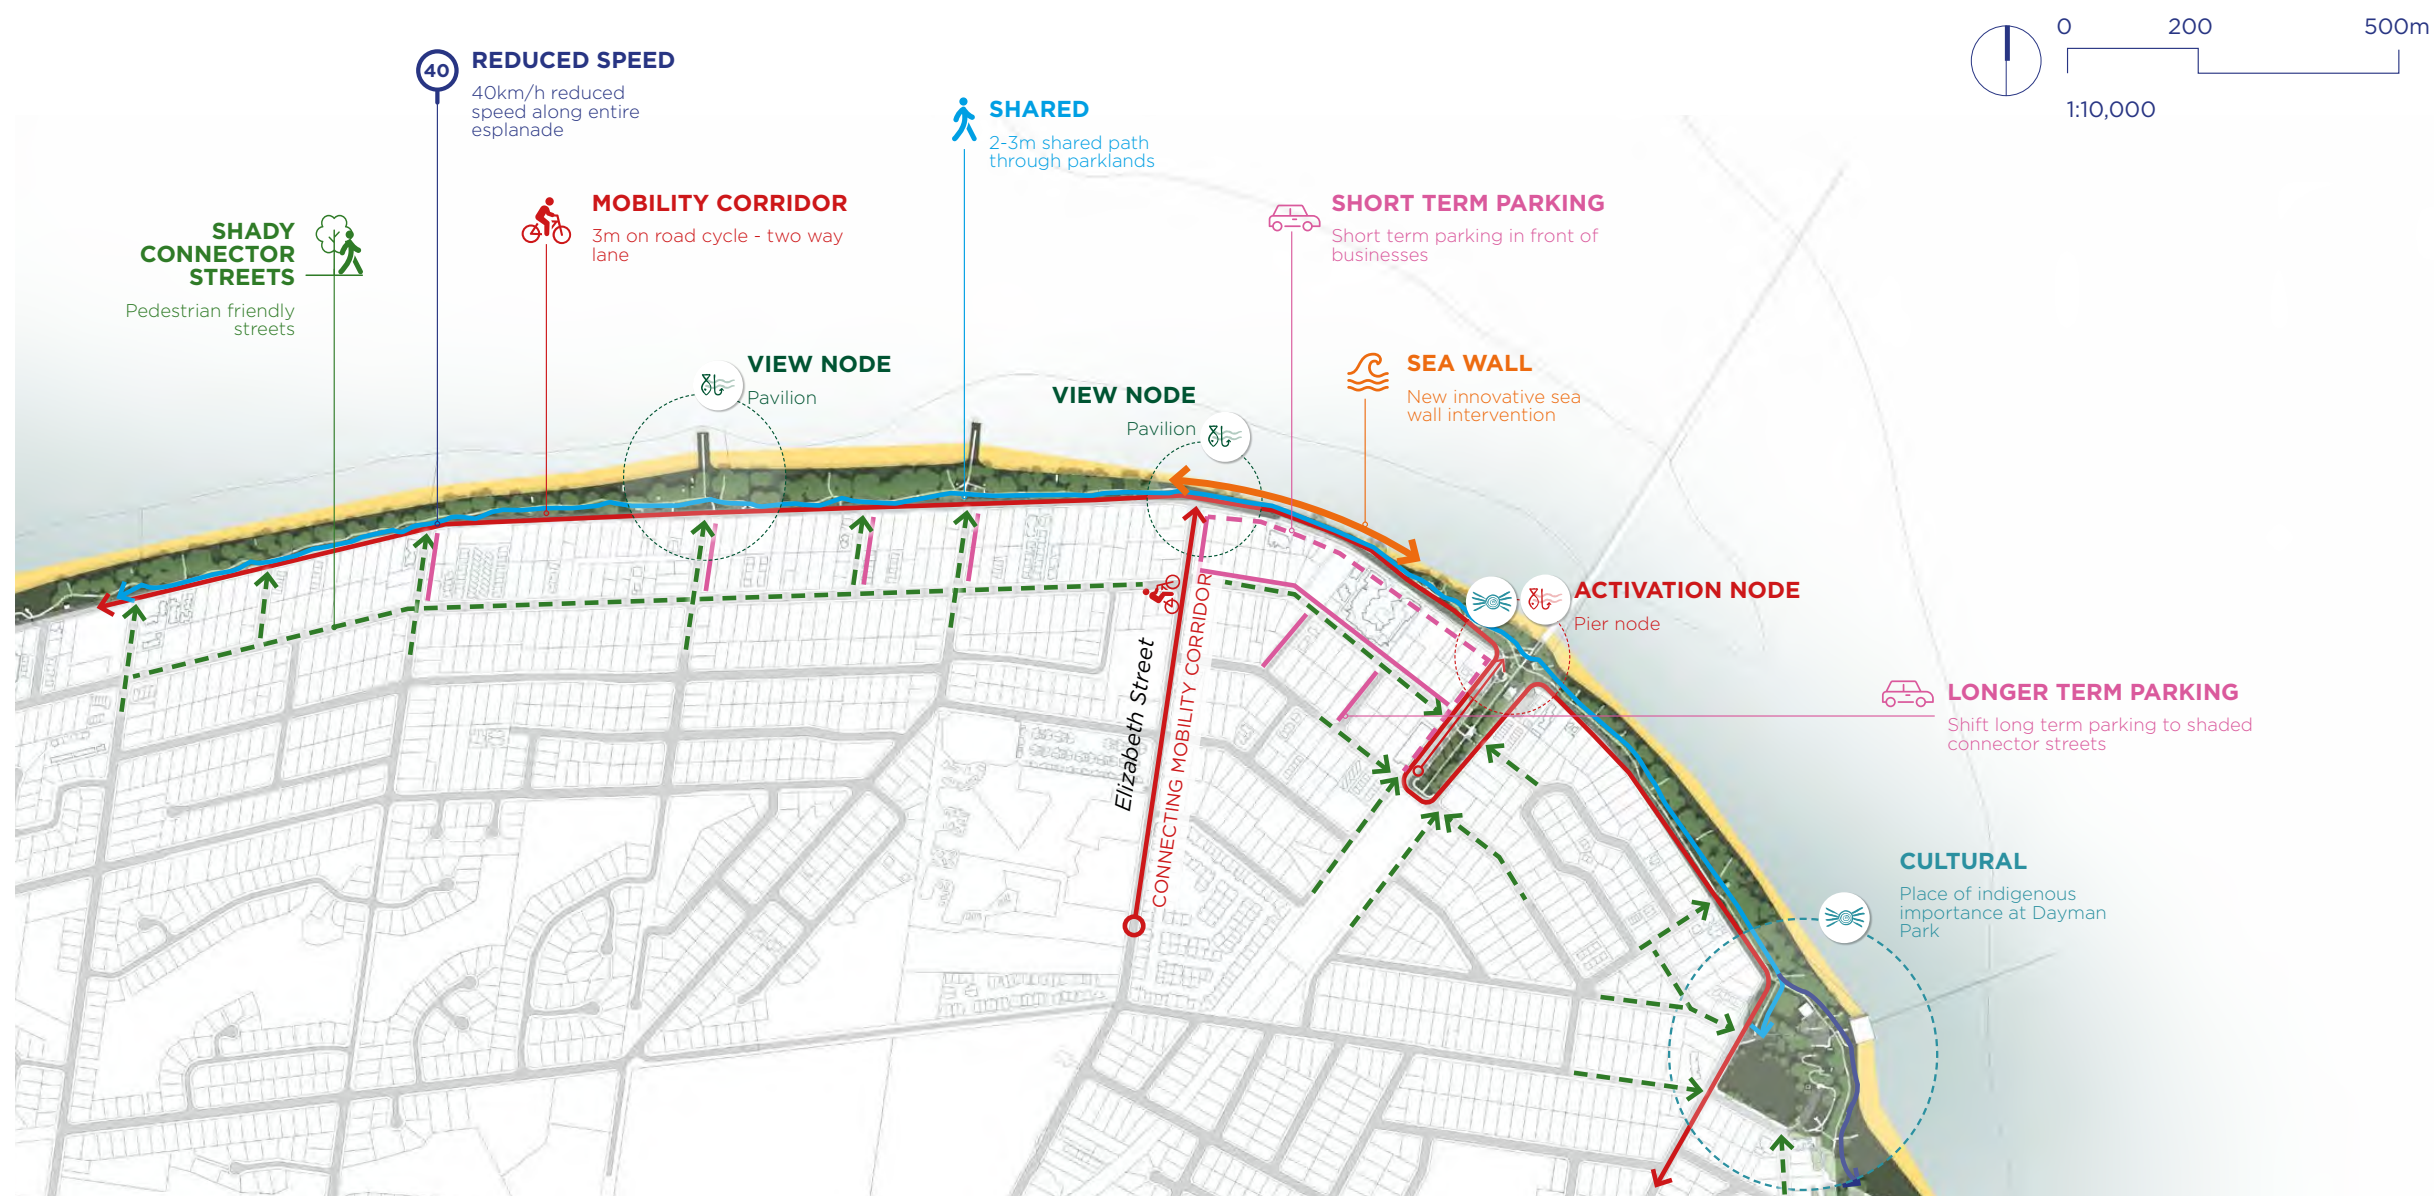 0 200 500m
1:10,000
40
REDUCED SPEED
40km/h reduced
speed along entire
esplanade
SHARED
2-3m shared path
through parklands
MOBILITY CORRIDOR
3m on road cycle - two way
lane
SHORT TERM PARKING
Short term parking in front of
businesses
SHADY
CONNECTOR
STREETS
Pedestrian friendly
streets
VIEW NODE
Pavilion
VIEW NODE
Pavilion
SEA WALL
New innovative sea
wall intervention
ACTIVATION NODE
Pier node
Elizabeth Street
CONNECTING MOBILITY CORRIDOR
LONGER TERM PARKING
Shift long term parking to shaded
connector streets
CULTURAL
Place of indigenous
importance at Dayman
Park